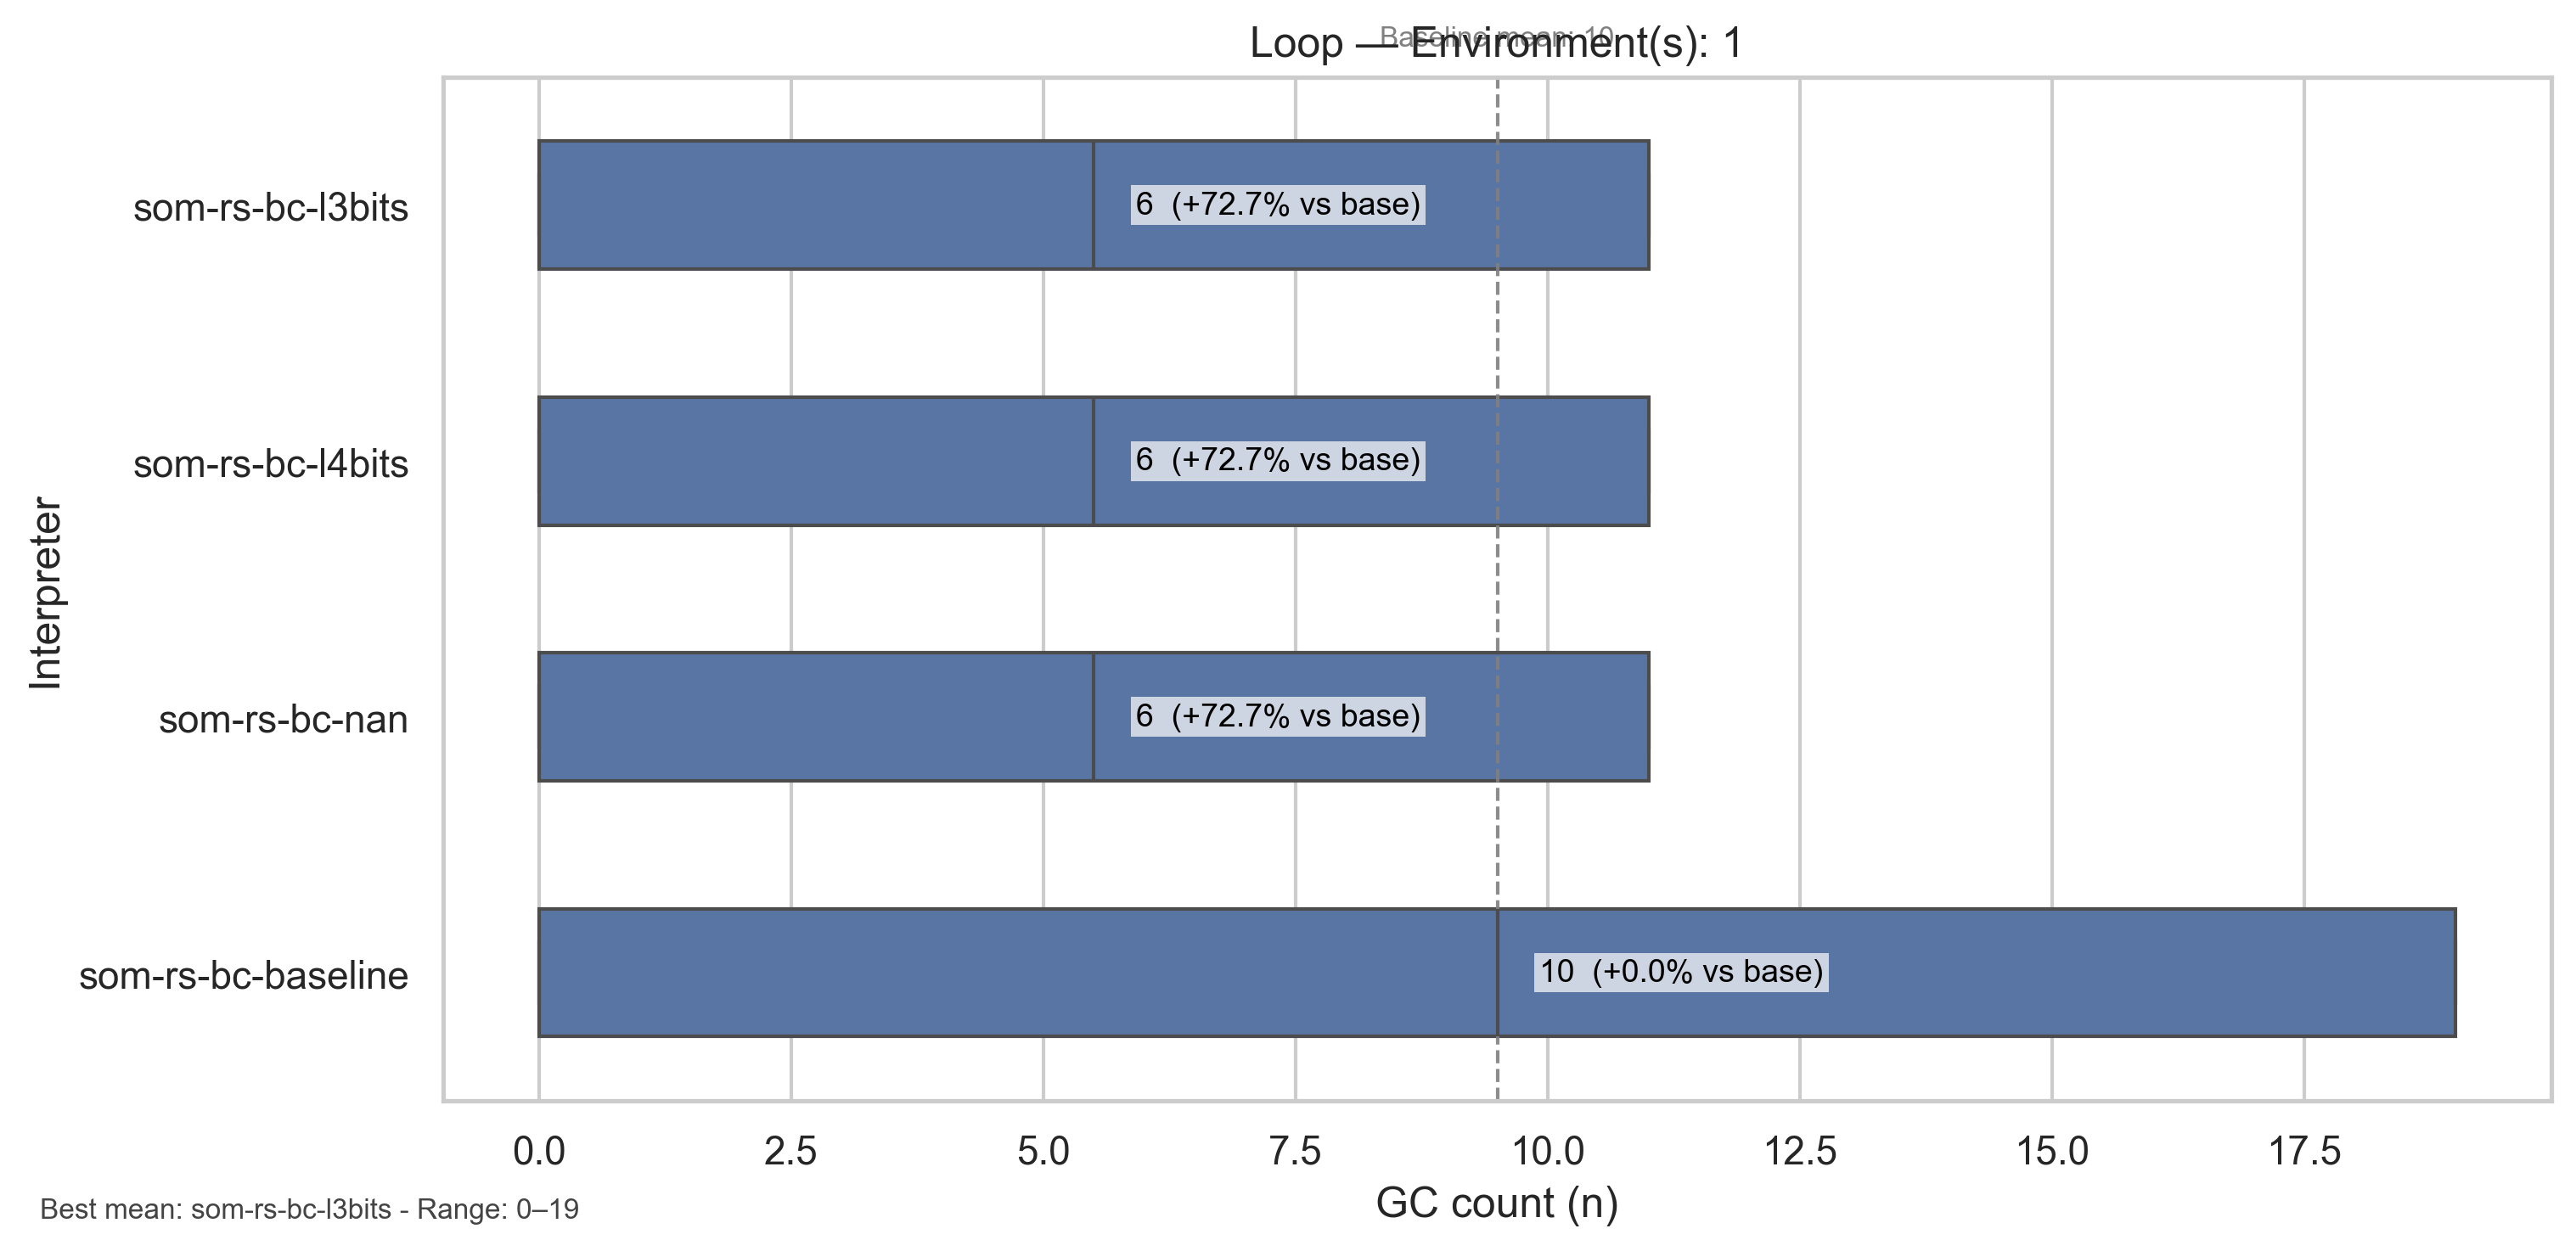 Baseline mean: 10
Loop — Environment(s): 1
Interpreter
som-rs-bc-l3bits
6  (+72.7% vs base)
som-rs-bc-l4bits
6  (+72.7% vs base)
som-rs-bc-nan
6  (+72.7% vs base)
som-rs-bc-baseline
10  (+0.0% vs base)
0.0 2.5 5.0 7.5 10.0 12.5 15.0 17.5
GC count (n)
Best mean: som-rs-bc-l3bits - Range: 0–19